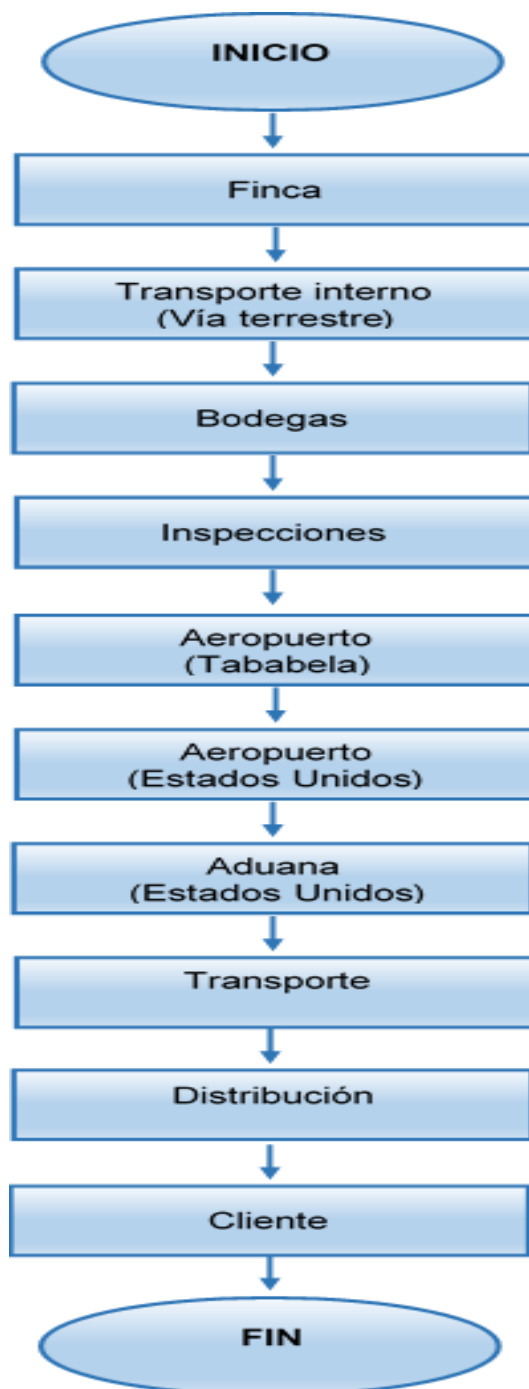 INICIO
Finca
Transporte interno
(Vía terrestre)
Bodegas
Inspecciones
Aeropuerto
(Tababela)
Aeropuerto
(Estados Unidos)
Aduana
(Estados Unidos)
Transporte
Distribución
Cliente
FIN